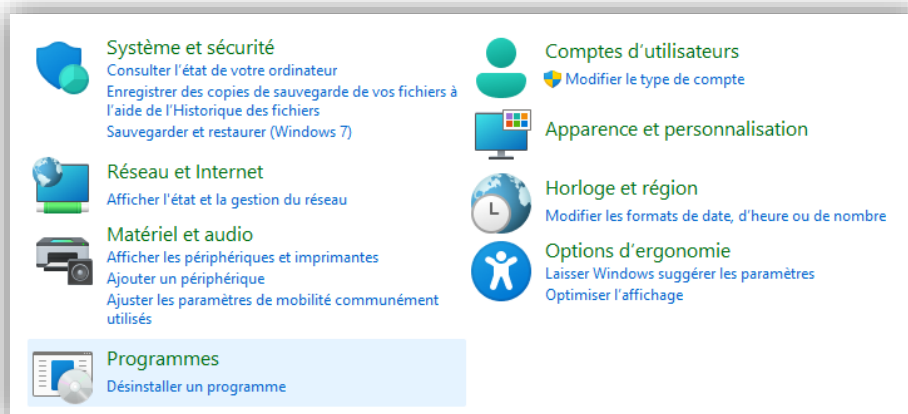 Système et sécurité
Consulter l'état de votre ordinateur
Enregistrer des copies de sauvegarde de vos fichiers à
l'aide de l'Historique des fichiers
Sauvegarder et restaurer (Windows 7)
Réseau et Internet
Afficher l'état et la gestion du réseau
Matériel et audio
Afficher les périphériques et imprimantes
Ajouter un périphérique
Ajuster les paramètres de mobilité communément
utilisés
Programmes
Désinstaller un programme
Comptes d'utilisateurs
Modifier le type de compte
Apparence et personnalisation
Horloge et région
Modifier les formats de date, d'heure ou de nombre
Options d'ergonomie
Laisser Windows suggérer les paramètres
Optimiser l'affichage